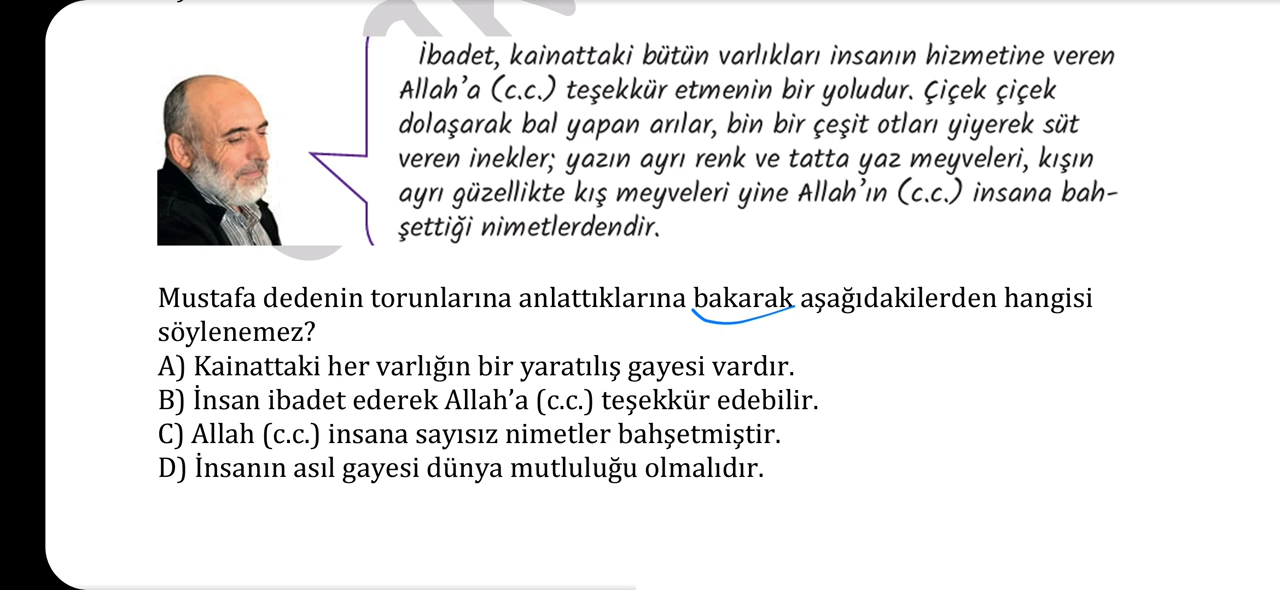 İbadet, kainattaki bütün varlıkları insanın hizmetine veren
Allah’a (c.c.) teşekkür etmenin bir yoludur. Çiçek çiçek
dolaşarak bal yapan arılar, bin bir çeşit otları yiyerek süt
veren inekler; yazın ayrı renk ve tatta yaz meyveleri, kışın
ayrı güzellikte kış meyveleri yine Allah’ın (c.c.) insana bah-
şettiği nimetlerdendir.
Mustafa dedenin torunlarına anlattıklarına bakarak aşağıdakilerden hangisi
söylenemez?
A) Kainattaki her varlığın bir yaratılış gayesi vardır.
B) İnsan ibadet ederek Allah’a (c.c.) teşekkür edebilir.
C) Allah (c.c.) insana sayısız nimetler bahşetmiştir.
D) İnsanın asıl gayesi dünya mutluluğu olmalıdır.